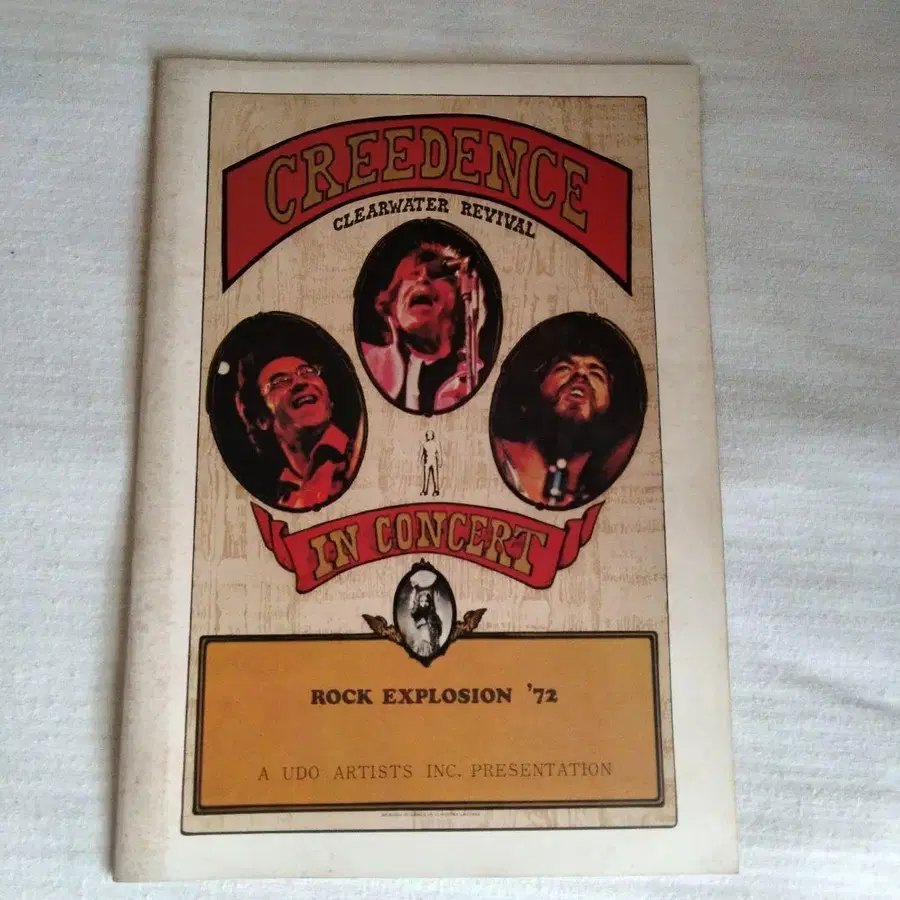 CREEDENCE
CLEARWATER REVIVAL
IN CONCERT
ROCK EXPLOSION '72
A UDO ARTISTS INC. PRESENTATION